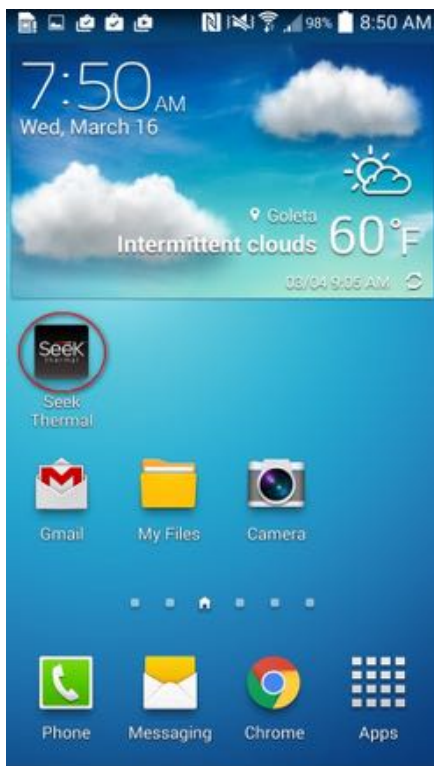 98% 8:50 AM
7:50 AM
Wed, March 16
Goleta
Intermittent clouds 60°F
03/04 9:05 AM
Seek
thermal
Seek
Thermal
Gmail My Files Camera
Phone Messaging Chrome Apps